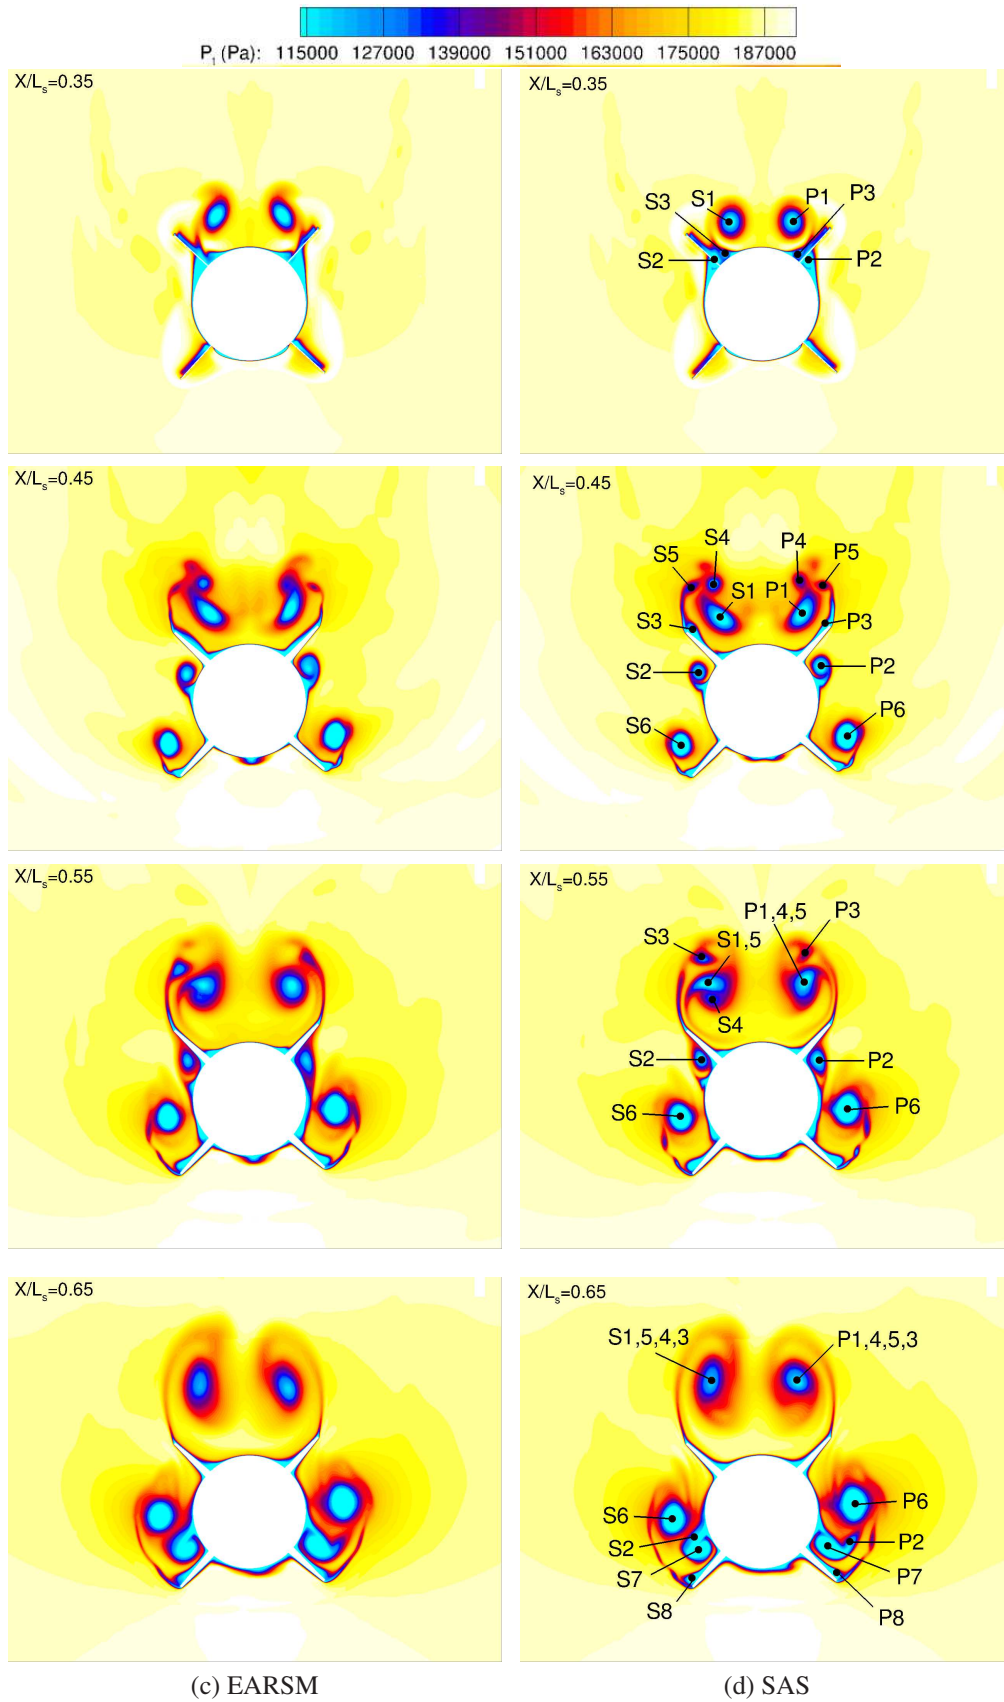 P₁ (Pa): 115000 127000 139000 151000 163000 175000 187000
X/Lₛ=0.35
X/Lₛ=0.35
S3 S1 P1 P3
S2 P2
X/Lₛ=0.45
X/Lₛ=0.45
S5 S4 P4 P5
S1 P1
S3 P3
S2 P2
S6 P6
X/Lₛ=0.55
X/Lₛ=0.55
P1,4,5 P3
S3 S1,5
S4
S2 P2
S6 P6
X/Lₛ=0.65
X/Lₛ=0.65
S1,5,4,3 P1,4,5,3
S6 P6
S2 P2
S7 P7
S8 P8
(c) EARSM
(d) SAS